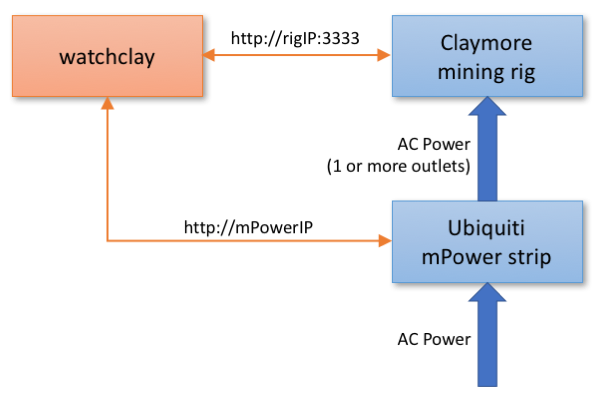 watchclay
http://rigIP:3333
Claymore
mining rig
AC Power
(1 or more outlets)
http://mPowerIP
Ubiquiti
mPower strip
AC Power